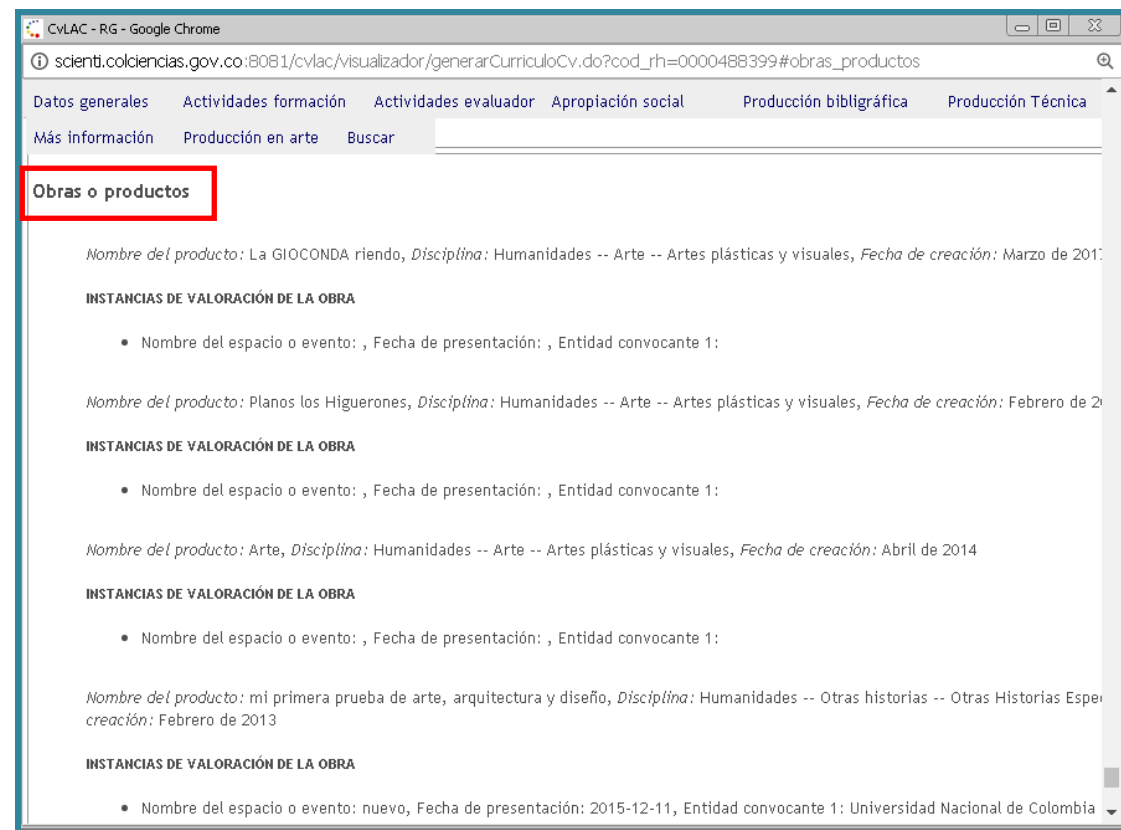 CvLAC - RG - Google Chrome
scienti.colciencias.gov.co:8081/cvlac/visualizador/generarCurriculoCv.do?cod_rh=0000488399#obras_productos
Datos generales Actividades formación Actividades evaluador Apropiación social Producción bibligráfica Producción Técnica
Más información Producción en arte Buscar
Obras o productos
Nombre del producto: La GIOCONDA riendo, Disciplina: Humanidades -- Arte -- Artes plásticas y visuales, Fecha de creación: Marzo de
INSTANCIAS DE VALORACIÓN DE LA OBRA
• Nombre del espacio o evento: , Fecha de presentación: , Entidad convocante 1:
Nombre del producto: Planos los Higuerones, Disciplina: Humanidades -- Arte -- Artes plásticas y visuales, Fecha de creación: Febrero de
INSTANCIAS DE VALORACIÓN DE LA OBRA
• Nombre del espacio o evento: , Fecha de presentación: , Entidad convocante 1:
Nombre del producto: Arte, Disciplina: Humanidades -- Arte -- Artes plásticas y visuales, Fecha de creación: Abril de 2014
INSTANCIAS DE VALORACIÓN DE LA OBRA
• Nombre del espacio o evento: , Fecha de presentación: , Entidad convocante 1:
Nombre del producto: mi primera prueba de arte, arquitectura y diseño, Disciplina: Humanidades -- Otras historias -- Otras Historias
creación: Febrero de 2013
INSTANCIAS DE VALORACIÓN DE LA OBRA
• Nombre del espacio o evento: nuevo, Fecha de presentación: 2015-12-11, Entidad convocante 1: Universidad Nacional de Colombia